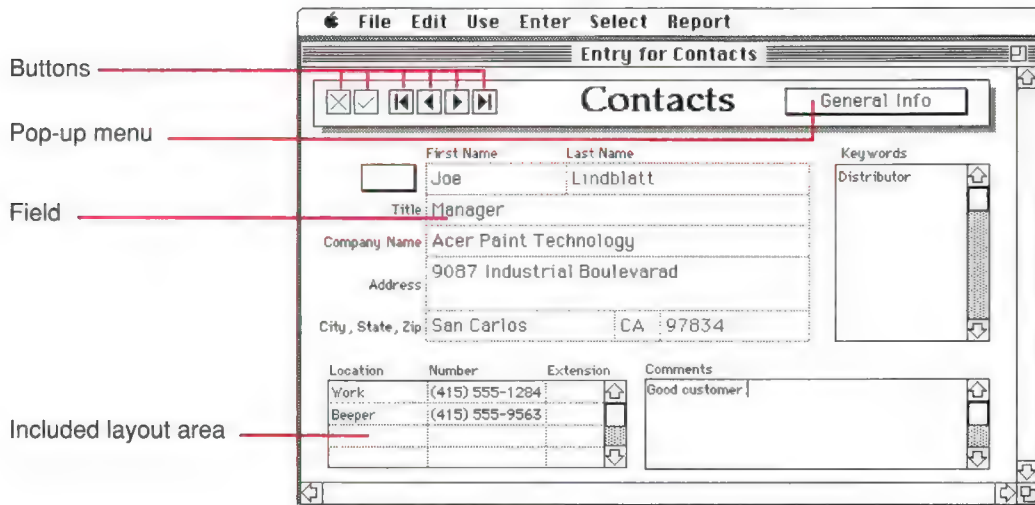 File Edit Use Enter Select Report
Entry for Contacts
Buttons
Contacts
General Info
Pop-up menu
First Name Last Name Keywords
Joe Lindblatt Distributor
Field
Title Manager
Company Name Acer Paint Technology
Address 9087 Industrial Boulevarad
City, State, Zip San Carlos CA 97834
Location Number Extension Comments
Work (415) 555-1284 Good customer.
Beeper (415) 555-9563
Included layout area